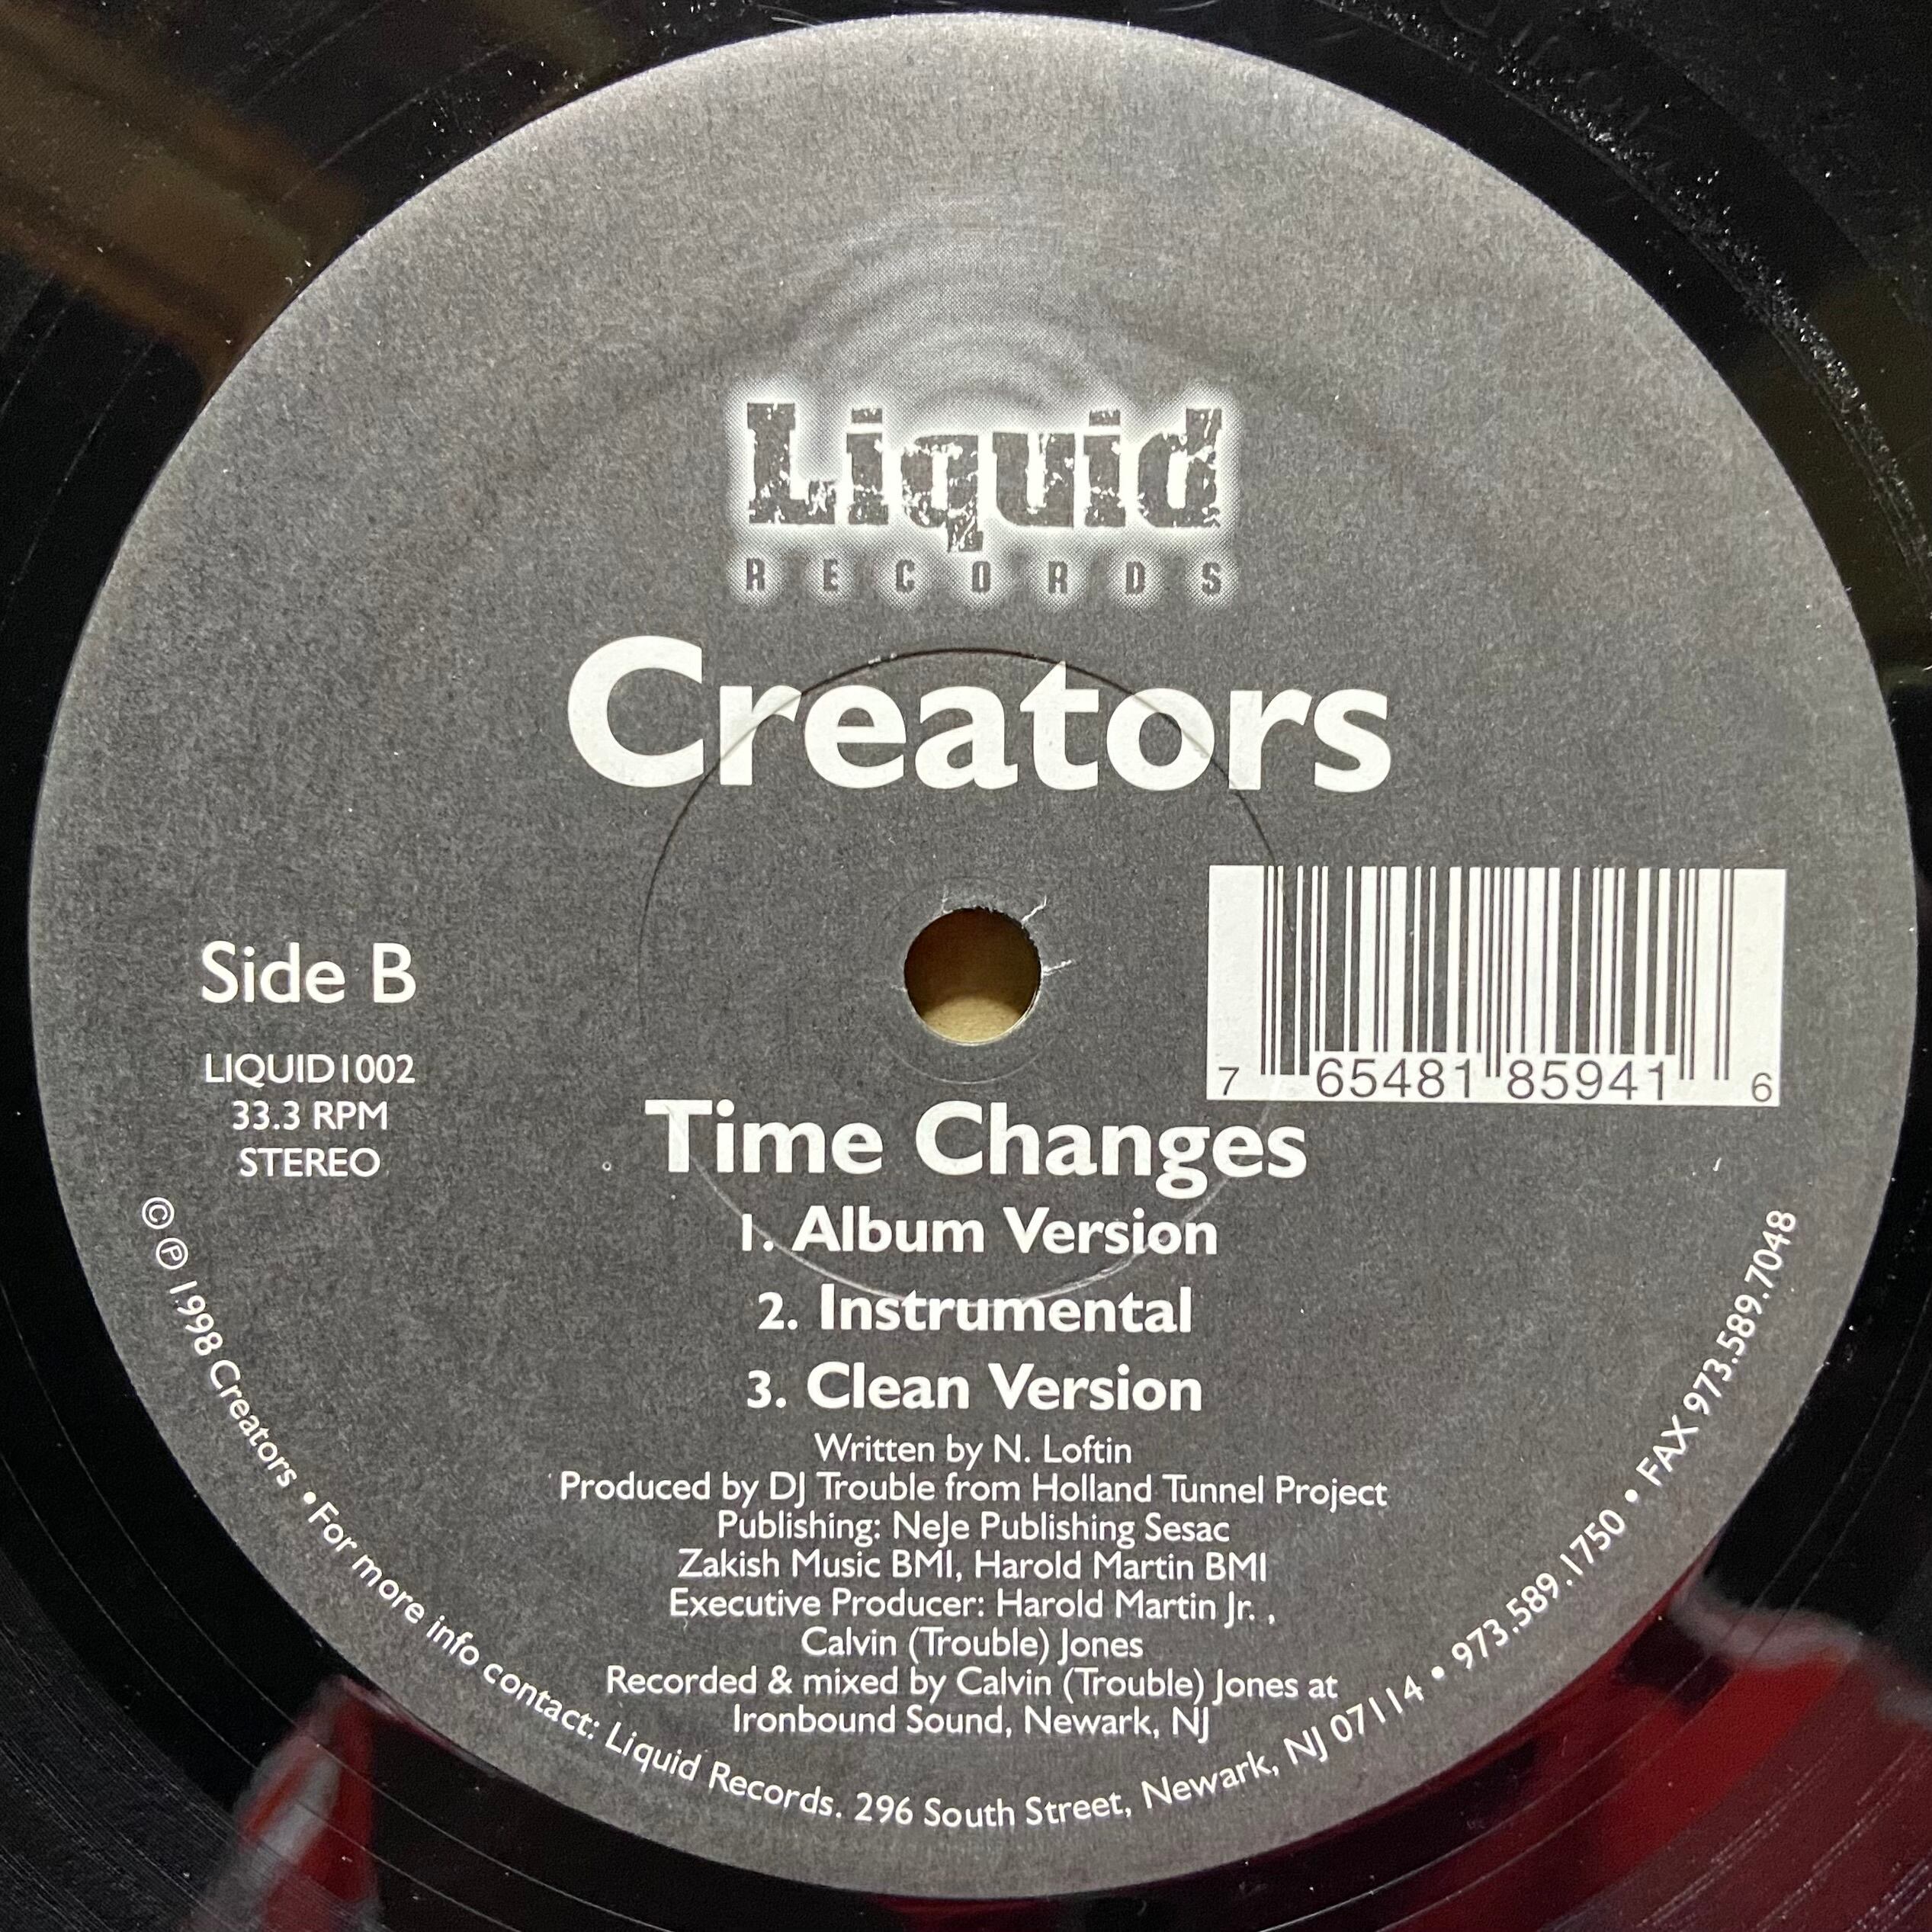 Liquid
RECORDS
Creators
Side B
LIQUID1002
33.3 RPM
STEREO
7 65481 85941 6
Time Changes
1. Album Version
2. Instrumental
3. Clean Version
Written by N. Loftin
Produced by DJ Trouble from Holland Tunnel Project
Publishing: NeJe Publishing Sesac
Zakish Music BMI, Harold Martin BMI
Executive Producer: Harold Martin Jr. ,
Calvin (Trouble) Jones
Recorded & mixed by Calvin (Trouble) Jones at
Ironbound Sound, Newark, NJ
© ℗ 1998 Creators •For more info contact: Liquid Records. 296 South Street, Newark, NJ 07114 • 973.589.1750 • FAX 973.589.7048